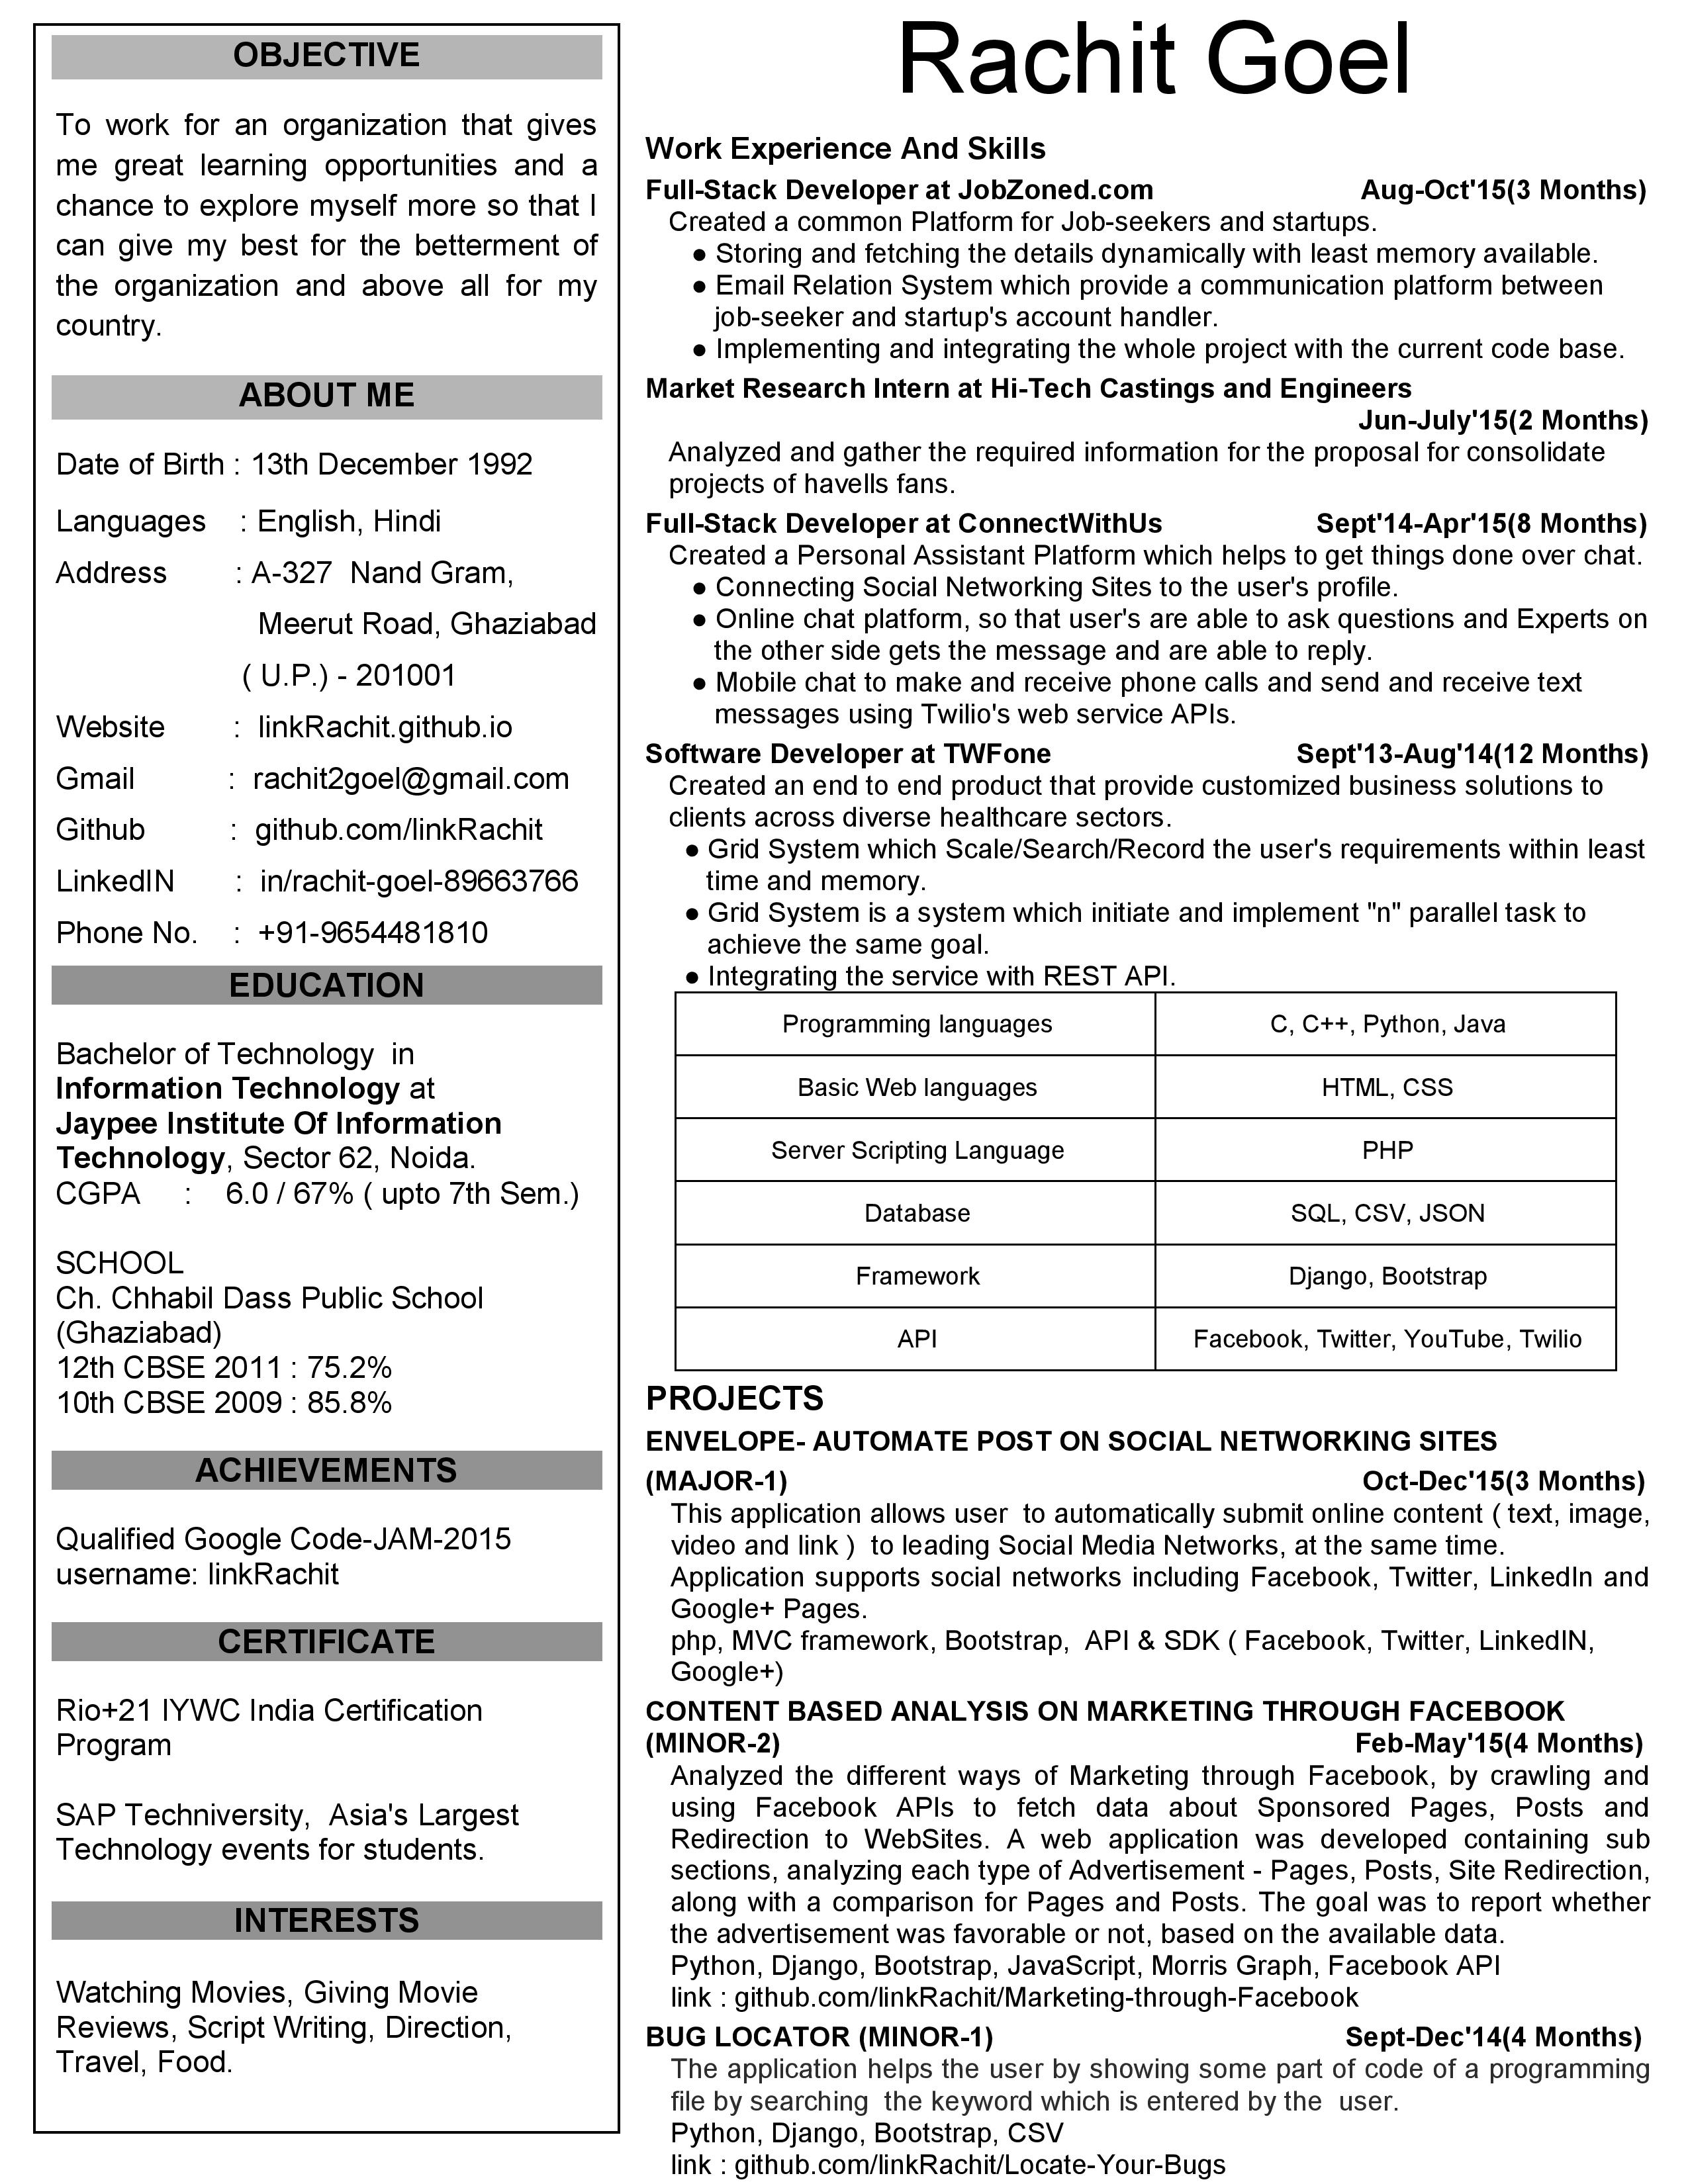 Rachit Goel
OBJECTIVE
To work for an organization that gives
me great learning opportunities and a
chance to explore myself more so that I
can give my best for the betterment of
the organization and above all for my
country.
ABOUT ME
Date of Birth : 13th December 1992
Languages : English, Hindi
Address : A-327 Nand Gram,
Meerut Road, Ghaziabad
( U.P.) - 201001
Website : linkRachit.github.io
Gmail : rachit2goel@gmail.com
Github : github.com/linkRachit
LinkedIN : in/rachit-goel-89663766
Phone No. : +91-9654481810
EDUCATION
Bachelor of Technology in
Information Technology at
Jaypee Institute Of Information
Technology, Sector 62, Noida.
CGPA : 6.0 / 67% ( upto 7th Sem.)
SCHOOL
Ch. Chhabil Dass Public School
(Ghaziabad)
12th CBSE 2011 : 75.2%
10th CBSE 2009 : 85.8%
ACHIEVEMENTS
Qualified Google Code-JAM-2015
username: linkRachit
CERTIFICATE
Rio+21 IYWC India Certification
Program
SAP Techniversity, Asia's Largest
Technology events for students.
INTERESTS
Watching Movies, Giving Movie
Reviews, Script Writing, Direction,
Travel, Food.
Work Experience And Skills
Full-Stack Developer at JobZoned.com Aug-Oct'15(3 Months)
Created a common Platform for Job-seekers and startups.
● Storing and fetching the details dynamically with least memory available.
● Email Relation System which provide a communication platform between
job-seeker and startup's account handler.
● Implementing and integrating the whole project with the current code base.
Market Research Intern at Hi-Tech Castings and Engineers
Jun-July'15(2 Months)
Analyzed and gather the required information for the proposal for consolidate
projects of havells fans.
Full-Stack Developer at ConnectWithUs Sept'14-Apr'15(8 Months)
Created a Personal Assistant Platform which helps to get things done over chat.
● Connecting Social Networking Sites to the user's profile.
● Online chat platform, so that user's are able to ask questions and Experts on
the other side gets the message and are able to reply.
● Mobile chat to make and receive phone calls and send and receive text
messages using Twilio's web service APIs.
Software Developer at TWFone Sept'13-Aug'14(12 Months)
Created an end to end product that provide customized business solutions to
clients across diverse healthcare sectors.
● Grid System which Scale/Search/Record the user's requirements within least
time and memory.
● Grid System is a system which initiate and implement "n" parallel task to
achieve the same goal.
● Integrating the service with REST API.
Programming languages C, C++, Python, Java
Basic Web languages HTML, CSS
Server Scripting Language PHP
Database SQL, CSV, JSON
Framework Django, Bootstrap
API Facebook, Twitter, YouTube, Twilio
PROJECTS
ENVELOPE- AUTOMATE POST ON SOCIAL NETWORKING SITES
(MAJOR-1) Oct-Dec'15(3 Months)
This application allows user to automatically submit online content ( text, image,
video and link ) to leading Social Media Networks, at the same time.
Application supports social networks including Facebook, Twitter, LinkedIn and
Google+ Pages.
php, MVC framework, Bootstrap, API & SDK ( Facebook, Twitter, LinkedIN,
Google+)
CONTENT BASED ANALYSIS ON MARKETING THROUGH FACEBOOK
(MINOR-2) Feb-May'15(4 Months)
Analyzed the different ways of Marketing through Facebook, by crawling and
using Facebook APIs to fetch data about Sponsored Pages, Posts and
Redirection to WebSites. A web application was developed containing sub
sections, analyzing each type of Advertisement - Pages, Posts, Site Redirection,
along with a comparison for Pages and Posts. The goal was to report whether
the advertisement was favorable or not, based on the available data.
Python, Django, Bootstrap, JavaScript, Morris Graph, Facebook API
link : github.com/linkRachit/Marketing-through-Facebook
BUG LOCATOR (MINOR-1) Sept-Dec'14(4 Months)
The application helps the user by showing some part of code of a programming
file by searching the keyword which is entered by the user.
Python, Django, Bootstrap, CSV
link : github.com/linkRachit/Locate-Your-Bugs